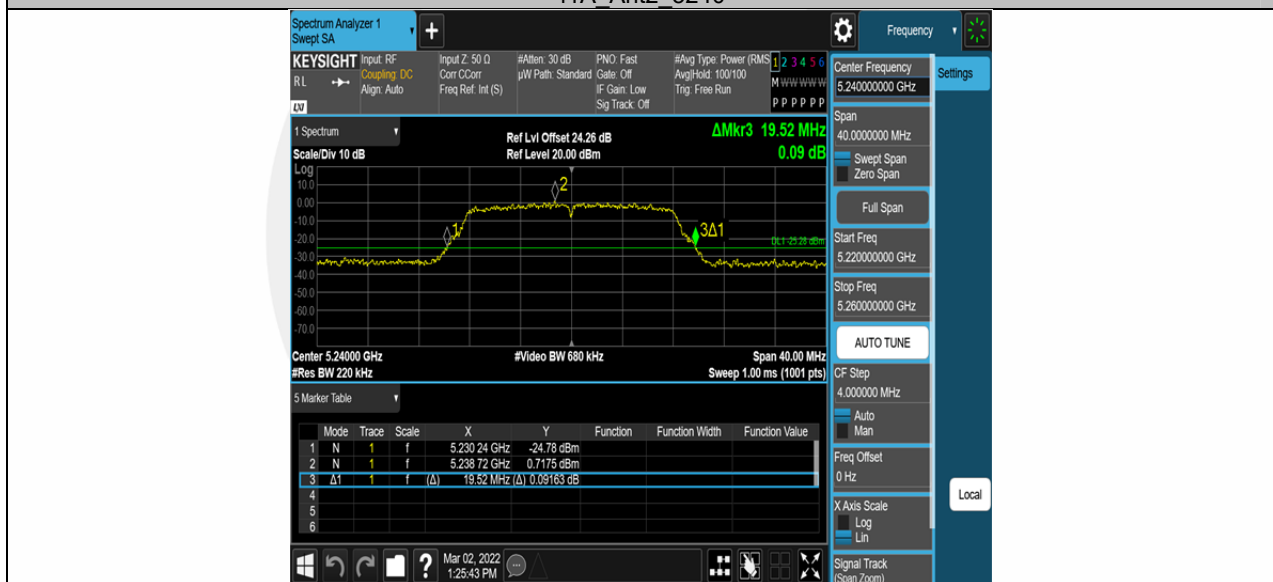 Spectrum Analyzer 1
Swept SA
+
Frequency
KEYSIGHT
RL
LXI
Input: RF
Coupling: DC
Align: Auto
Input Z: 50 Ω
Corr CCorr
Freq Ref: Int (S)
#Atten: 30 dB
µW Path: Standard
PNO: Fast
Gate: Off
IF Gain: Low
Sig Track: Off
#Avg Type: Power (RMS
Avg|Hold: 100/100
Trig: Free Run
1 2 3 4 5 6
M W W W W W
P P P P P P
1 Spectrum
Scale/Div 10 dB
Ref Lvl Offset 24.26 dB
Ref Level 20.00 dBm
ΔMkr3 19.52 MHz
0.09 dB
Log
10.0
0.00
-10.0
-20.0
-30.0
-40.0
-50.0
-60.0
-70.0
1
2
3Δ1
DL1 -25.28 dBm
Center 5.24000 GHz
#Video BW 680 kHz
Span 40.00 MHz
#Res BW 220 kHz
Sweep 1.00 ms (1001 pts)
5 Marker Table
Mode Trace Scale X Y Function Function Width Function Value
1 N 1 f 5.230 24 GHz -24.78 dBm
2 N 1 f 5.238 72 GHz 0.7175 dBm
3 Δ1 1 f (Δ) 19.52 MHz (Δ) 0.09163 dB
4
5
6
?
Mar 02, 2022
1:25:43 PM
Center Frequency
5.240000000 GHz
Settings
Span
40.0000000 MHz
Swept Span
Zero Span
Full Span
Start Freq
5.220000000 GHz
Stop Freq
5.260000000 GHz
AUTO TUNE
CF Step
4.000000 MHz
Auto
Man
Freq Offset
0 Hz
Local
X Axis Scale
Log
Lin
Signal Track
(Span Zoom)